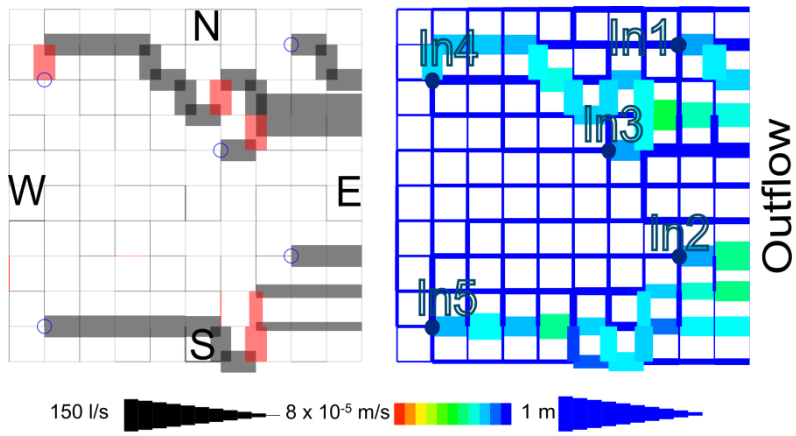 N
W
E
S
In4
In1
In3
In2
In5
Outflow
150 l/s
8 x 10⁻⁵ m/s
1 m